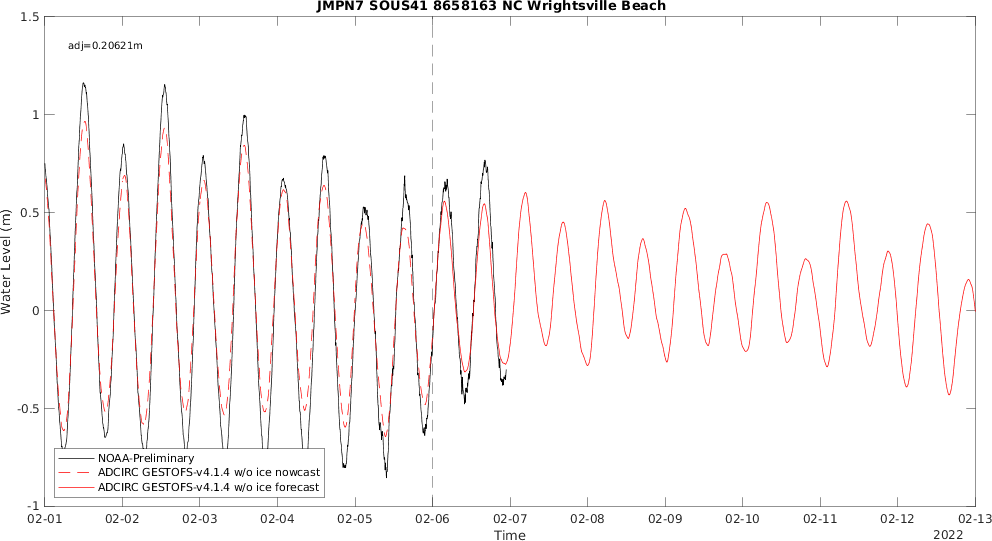 JMPN7 SOUS41 8658163 NC Wrightsville Beach
adj=0.20621m
1.5
1
0.5
0
-0.5
-1
Water Level (m)
NOAA-Preliminary
ADCIRC GESTOFS-v4.1.4 w/o ice nowcast
ADCIRC GESTOFS-v4.1.4 w/o ice forecast
02-01 02-02 02-03 02-04 02-05 02-06 02-07 02-08 02-09 02-10 02-11 02-12 02-13
Time
2022